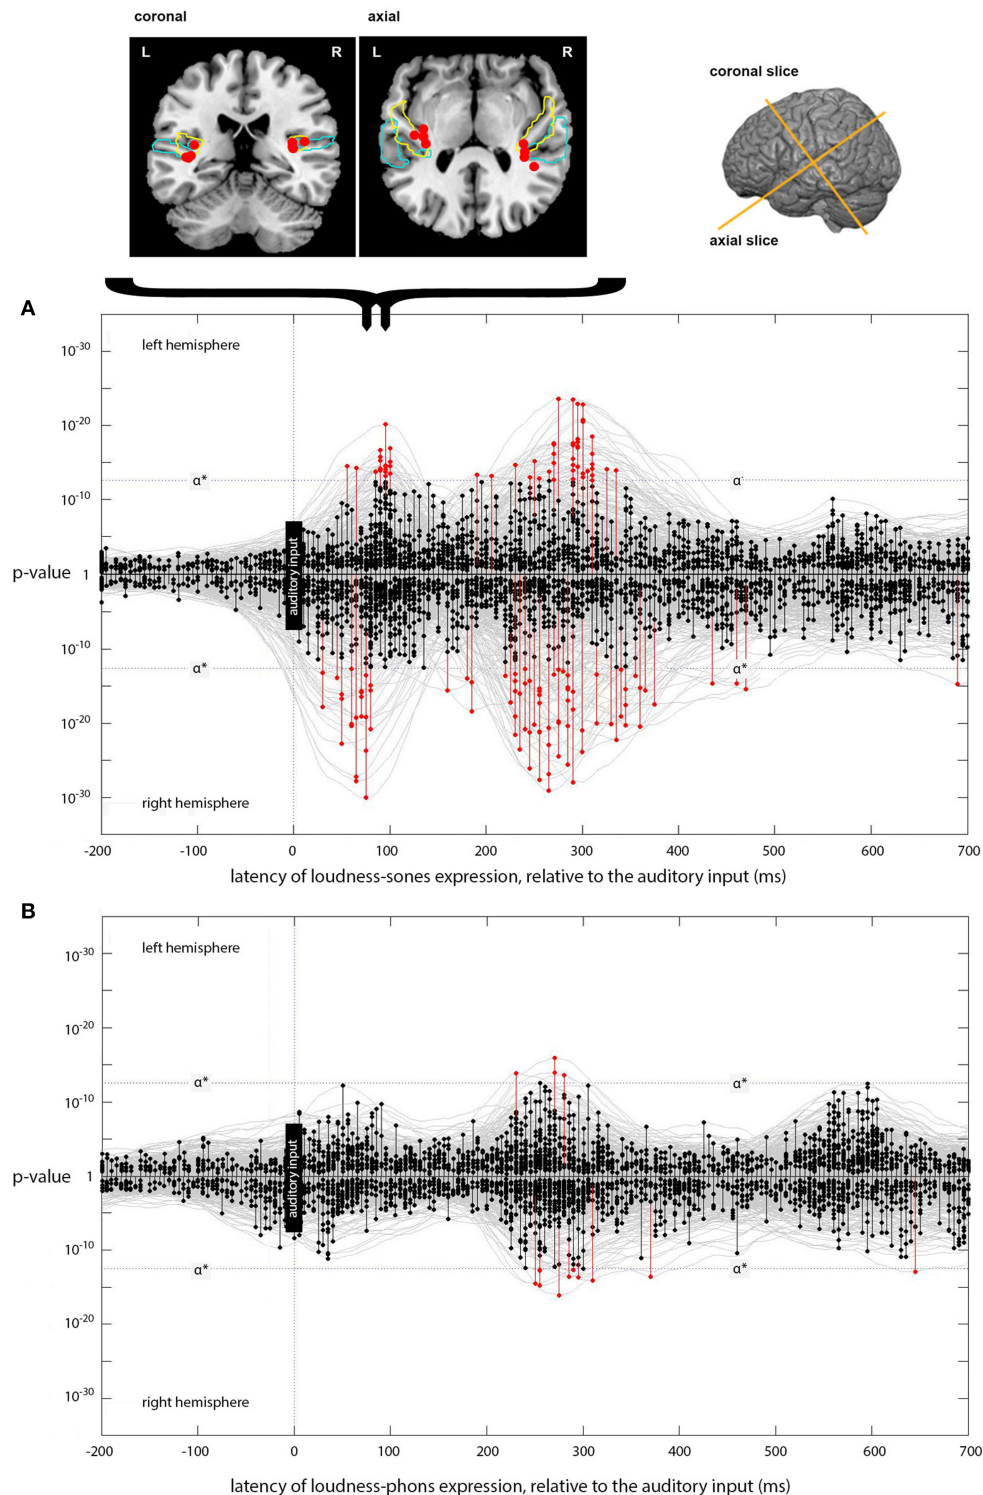 coronal
axial
L
R
L
R
coronal slice
axial slice
A
left hemisphere
10-30
10-20
α*
α*
10-10
p-value
1
auditory input
10-10
α*
α*
10-20
10-30
right hemisphere
-200 -100 0 100 200 300 400 500 600 700
latency of loudness-sones expression, relative to the auditory input (ms)
B
left hemisphere
10-30
10-20
α*
α*
10-10
p-value
1
auditory input
10-10
α*
α*
10-20
10-30
right hemisphere
-200 -100 0 100 200 300 400 500 600 700
latency of loudness-phons expression, relative to the auditory input (ms)